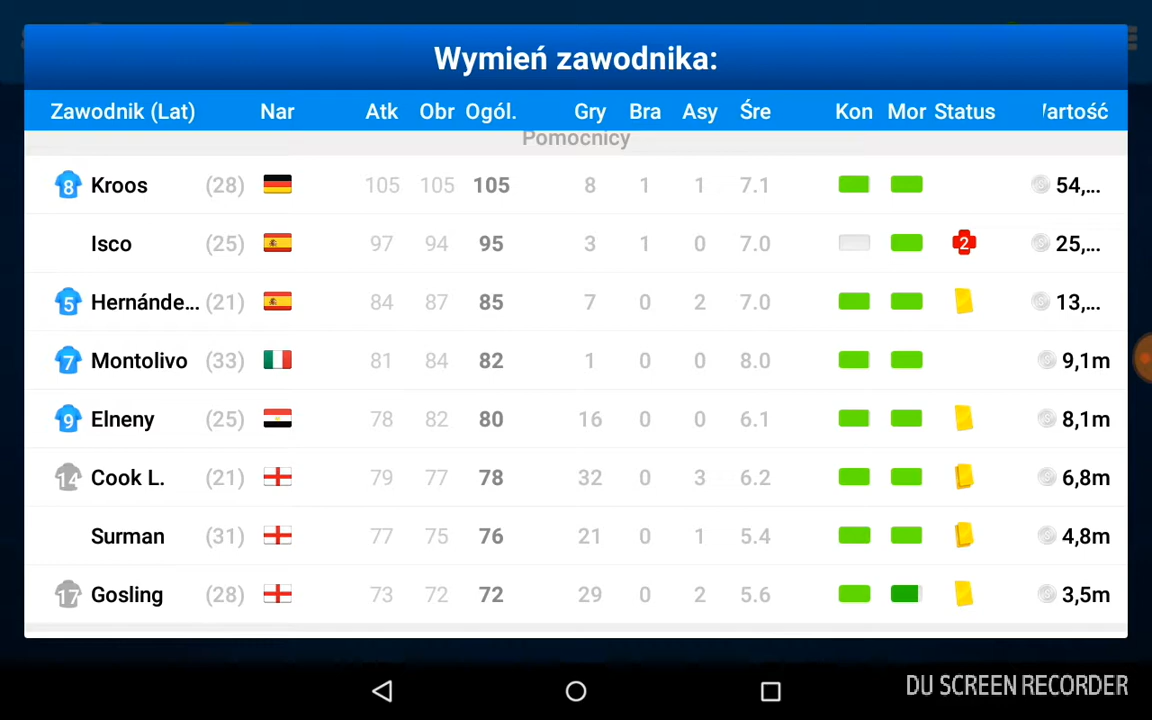 Wymień zawodnika:
Zawodnik (Lat) Nar Atk Obr Ogól. Gry Bra Asy Śre Kon Mor Status Wartość
Pomocnicy
8 Kroos (28) 105 105 105 8 1 1 7.1 54,...
Isco (25) 97 94 95 3 1 0 7.0 2 25,...
5 Hernánde... (21) 84 87 85 7 0 2 7.0 13,...
7 Montolivo (33) 81 84 82 1 0 0 8.0 9,1m
9 Elneny (25) 78 82 80 16 0 0 6.1 8,1m
14 Cook L. (21) 79 77 78 32 0 3 6.2 6,8m
Surman (31) 77 75 76 21 0 1 5.4 4,8m
17 Gosling (28) 73 72 72 29 0 2 5.6 3,5m
DU SCREEN RECORDER